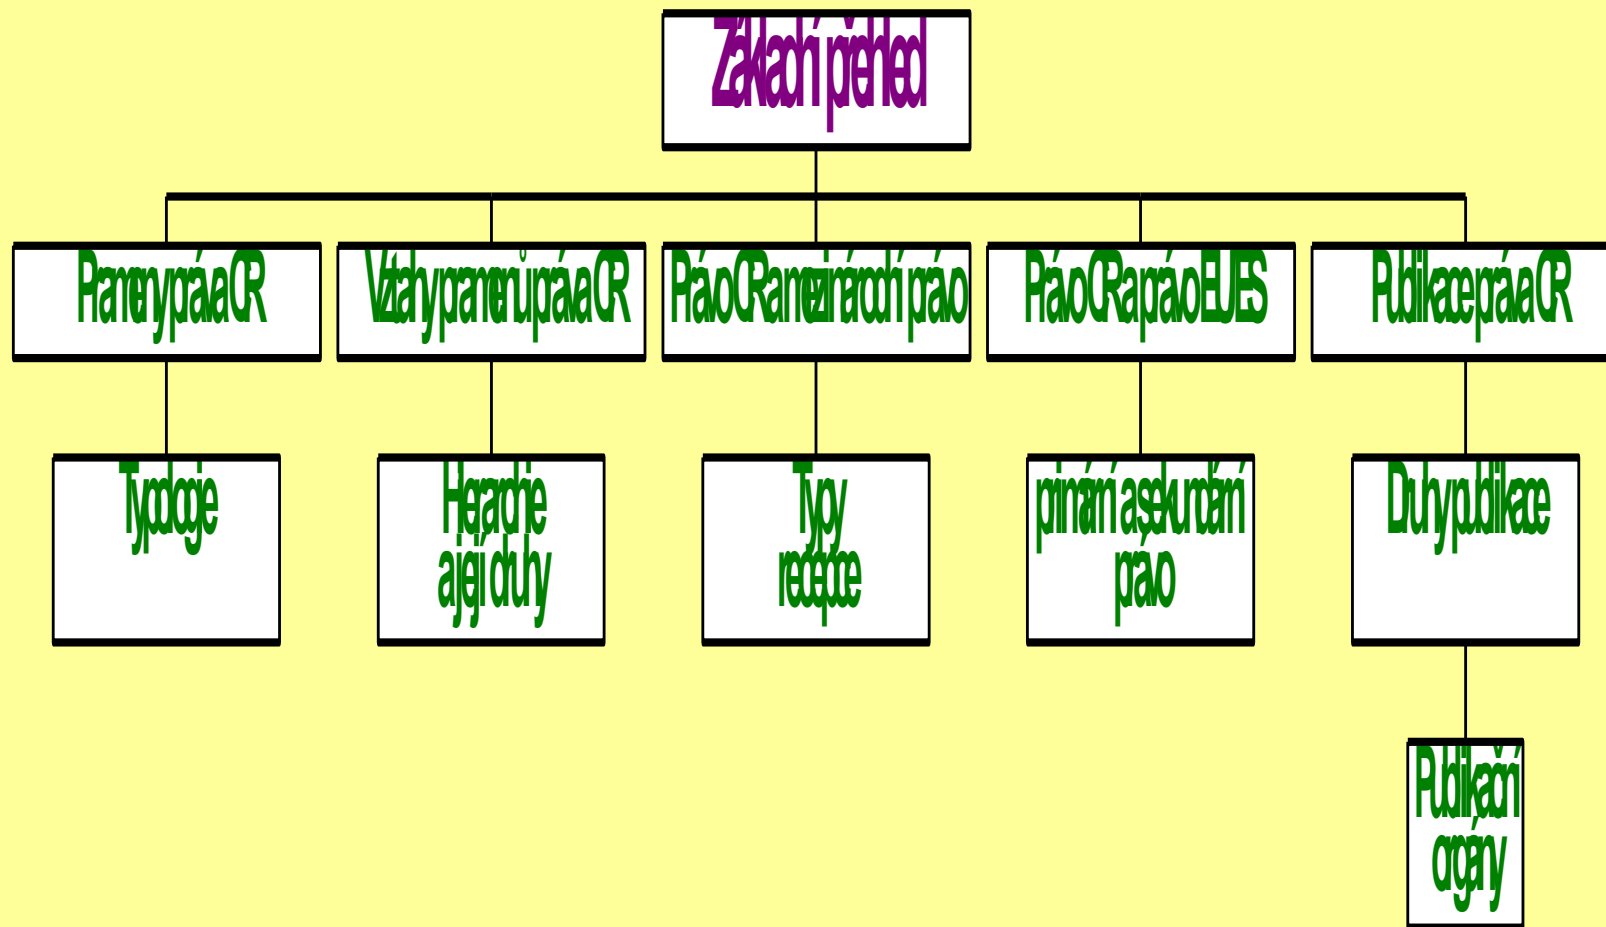 Základní přehled
Prameny práva ČR
Vztahy pramenů práva ČR
Právo ČR a mezinárodní právo
Právo ČR a právo EU/ES
Publikace práva ČR
Typologie
Hierarchie
a její druhy
Typy
recepce
primární a sekundární
právo
Druhy publikace
Publikační
orgány